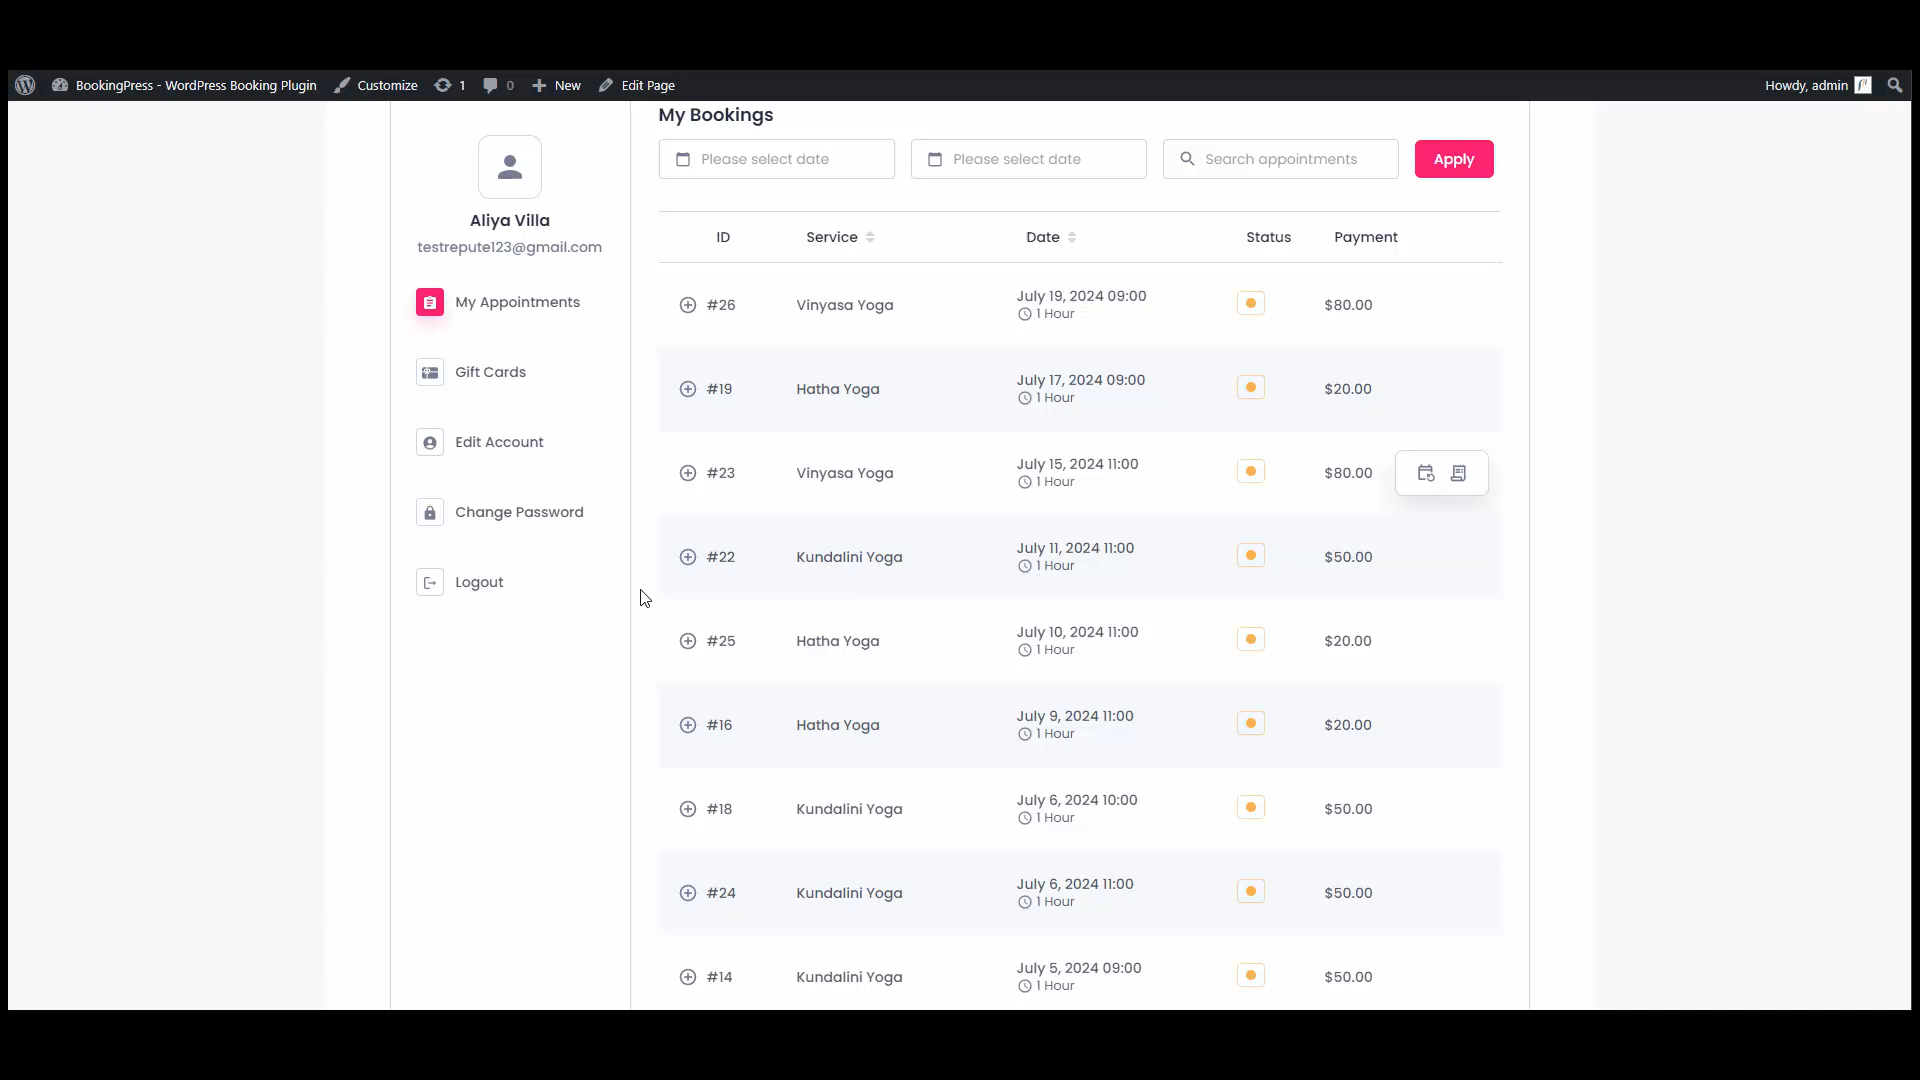 BookingPress - WordPress Booking Plugin Customize 1 0 New Edit Page Howdy, admin
Aliya Villa
testrepute123@gmail.com
My Appointments
Gift Cards
Edit Account
Change Password
Logout
My Bookings
Please select date Please select date Search appointments Apply
ID Service Date Status Payment
#26 Vinyasa Yoga July 19, 2024 09:00 $80.00
1 Hour
#19 Hatha Yoga July 17, 2024 09:00 $20.00
1 Hour
#23 Vinyasa Yoga July 15, 2024 11:00 $80.00
1 Hour
#22 Kundalini Yoga July 11, 2024 11:00 $50.00
1 Hour
#25 Hatha Yoga July 10, 2024 11:00 $20.00
1 Hour
#16 Hatha Yoga July 9, 2024 11:00 $20.00
1 Hour
#18 Kundalini Yoga July 6, 2024 10:00 $50.00
1 Hour
#24 Kundalini Yoga July 6, 2024 11:00 $50.00
1 Hour
#14 Kundalini Yoga July 5, 2024 09:00 $50.00
1 Hour